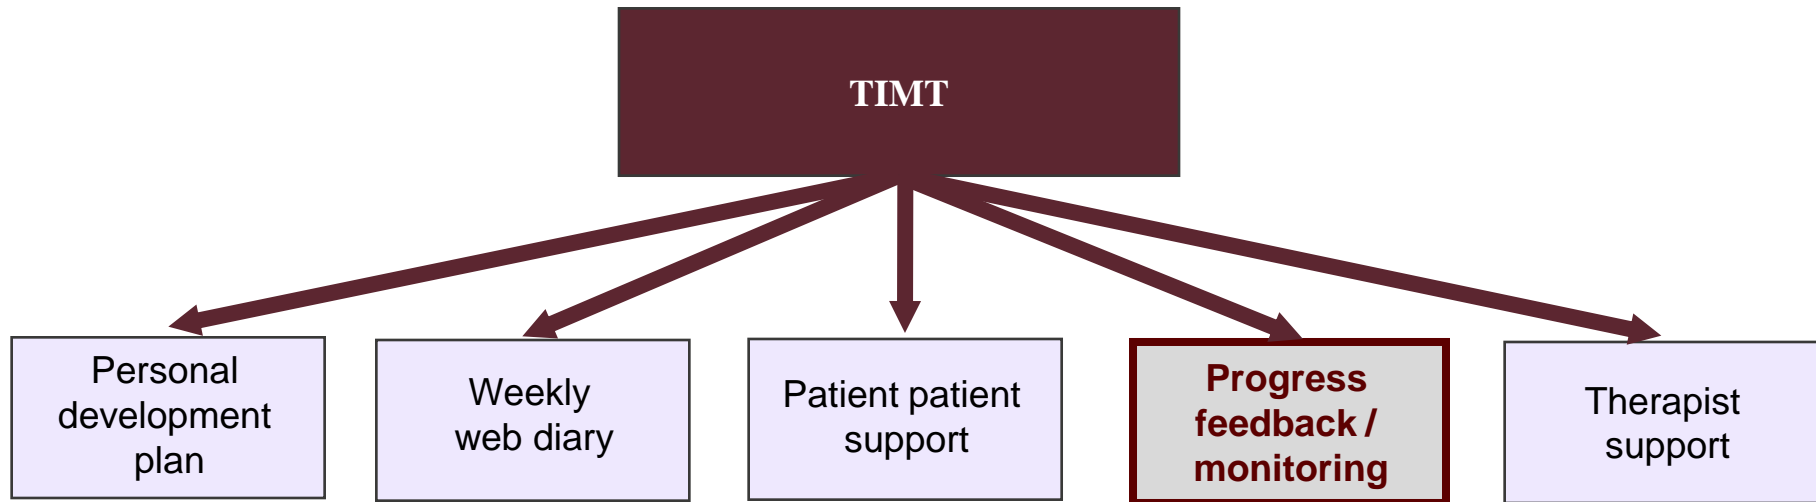 TIMT
Personal
development
plan
Weekly
web diary
Patient patient
support
Progress
feedback /
monitoring
Therapist
support